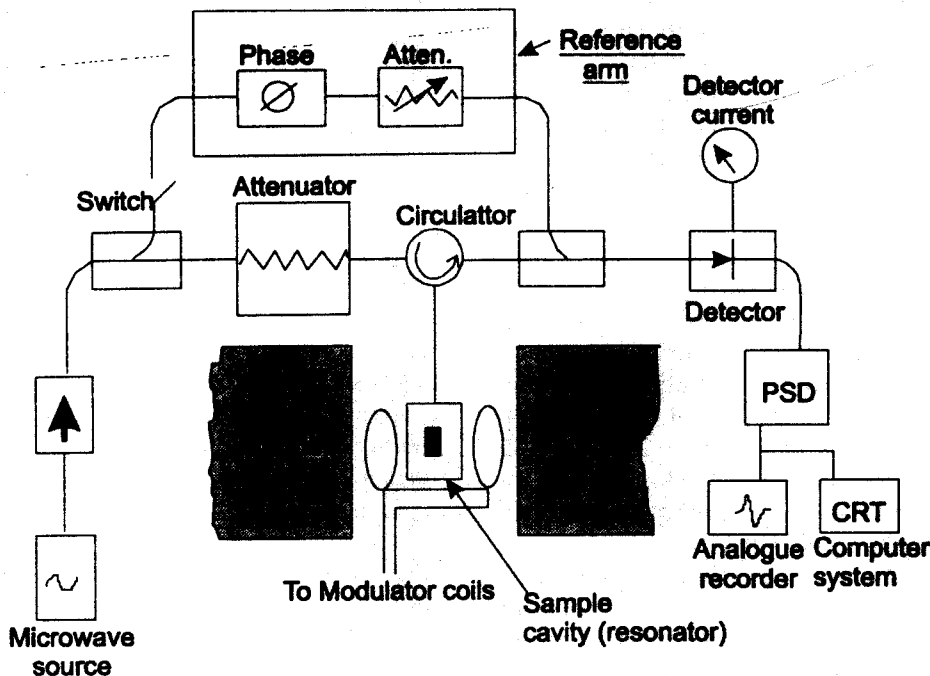 Phase
Atten.
Reference
arm
Detector
current
Switch
Attenuator
Circulattor
Detector
PSD
CRT
Analogue
recorder
Computer
system
To Modulator coils
Sample
cavity (resonator)
Microwave
source